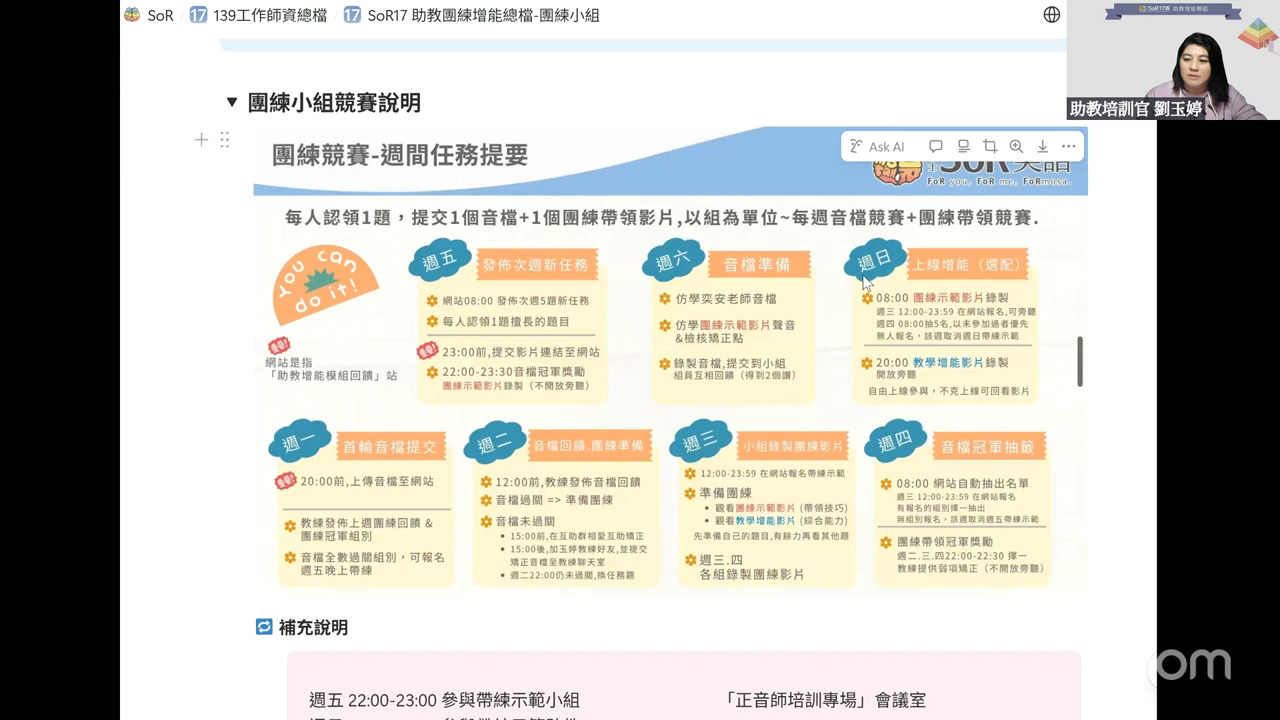 SoR / 17 139工作師資總檔 / 17 SoR17 助教團練增能總檔-團練小組
SoR17班 助教增能模組
助教培訓官 劉玉婷
團練小組競賽說明
Ask AI
團練競賽-週間任務提要
FoR you, FoR me, FoRmosa.
每人認領1題，提交1個音檔+1個團練帶領影片,以組為單位~每週音檔競賽+團練帶領競賽.
you can
do it!
重要!
網站是指
「助教增能模組回饋」站
週五
發佈次週新任務
網站08:00 發佈次週5題新任務
每人認領1題擅長的題目
重要!
23:00前,提交影片連結至網站
22:00-23:30音檔冠軍獎勵
團練示範影片錄製（不開放旁聽）
週六
音檔準備
仿學奕安老師音檔
仿學團練示範影片聲音
&檢核矯正點
錄製音檔,提交到小組
組員互相回饋（得到2個讚）
週日
上線增能（選配）
08:00 團練示範影片錄製
週三 12:00-23:59 在網站報名,可旁聽
週四 08:00抽5名,以未參加過者優先
無人報名，該週取消週日帶練示範
20:00 教學增能影片錄製
開放旁聽
自由上線參與，不克上線可回看影片
週一
首輪音檔提交
重要!
20:00前,上傳音檔至網站
教練發佈上週團練回饋 &
團練冠軍組別
音檔全數過關組別，可報名
週五晚上帶練
週二
音檔回饋.團練準備
12:00前,教練發佈音檔回饋
音檔過關 => 準備團練
音檔未過關
15:00前,在互助群相愛互助矯正
15:00後,加玉婷教練好友,並提交
矯正音檔至教練聊天室
週二22:00仍未過關,換任務題
週三
小組錄製團練影片
12:00-23:59 在網站報名帶練示範
準備團練
觀看團練示範影片 (帶領技巧)
觀看教學增能影片 (綜合能力)
先準備自己的題目,有餘力再看其他題
週三.四
各組錄製團練影片
週四
音檔冠軍抽籤
08:00 網站自動抽出名單
週三 12:00-23:59 在網站報名
有報名的組別擇一抽出
無組別報名，該週取消週五帶練示範
團練帶領冠軍獎勵
週二.三.四22:00-22:30 擇一
教練提供弱項矯正（不開放旁聽）
補充說明
週五 22:00-23:00 參與帶練示範小組
「正音師培訓專場」會議室
om